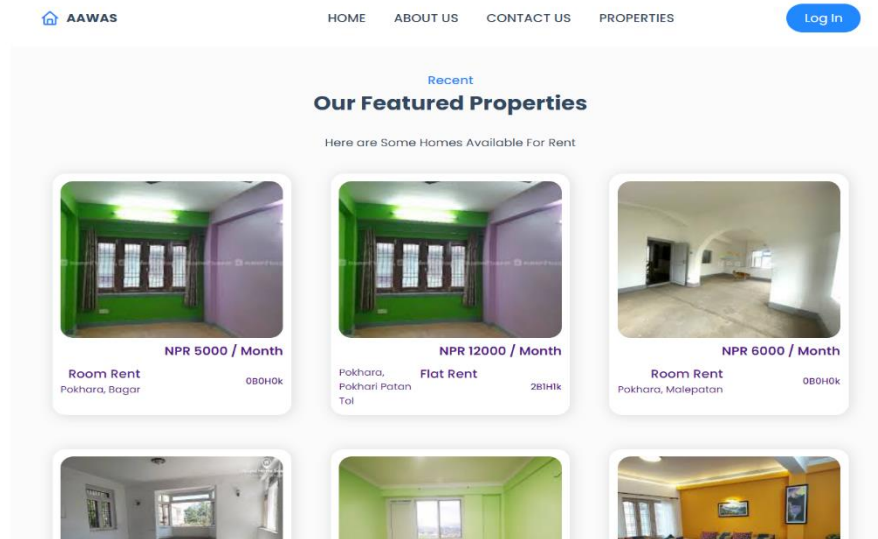 AAWAS
HOME
ABOUT US
CONTACT US
PROPERTIES
Log In
Recent
Our Featured Properties
Here are Some Homes Available For Rent
NPR 5000 / Month
Room Rent
Pokhara, Bagar
0B0H0k
NPR 12000 / Month
Pokhara,
Pokhari Patan
Tol
Flat Rent
2B1H1k
NPR 6000 / Month
Room Rent
Pokhara, Malepatan
0B0H0k